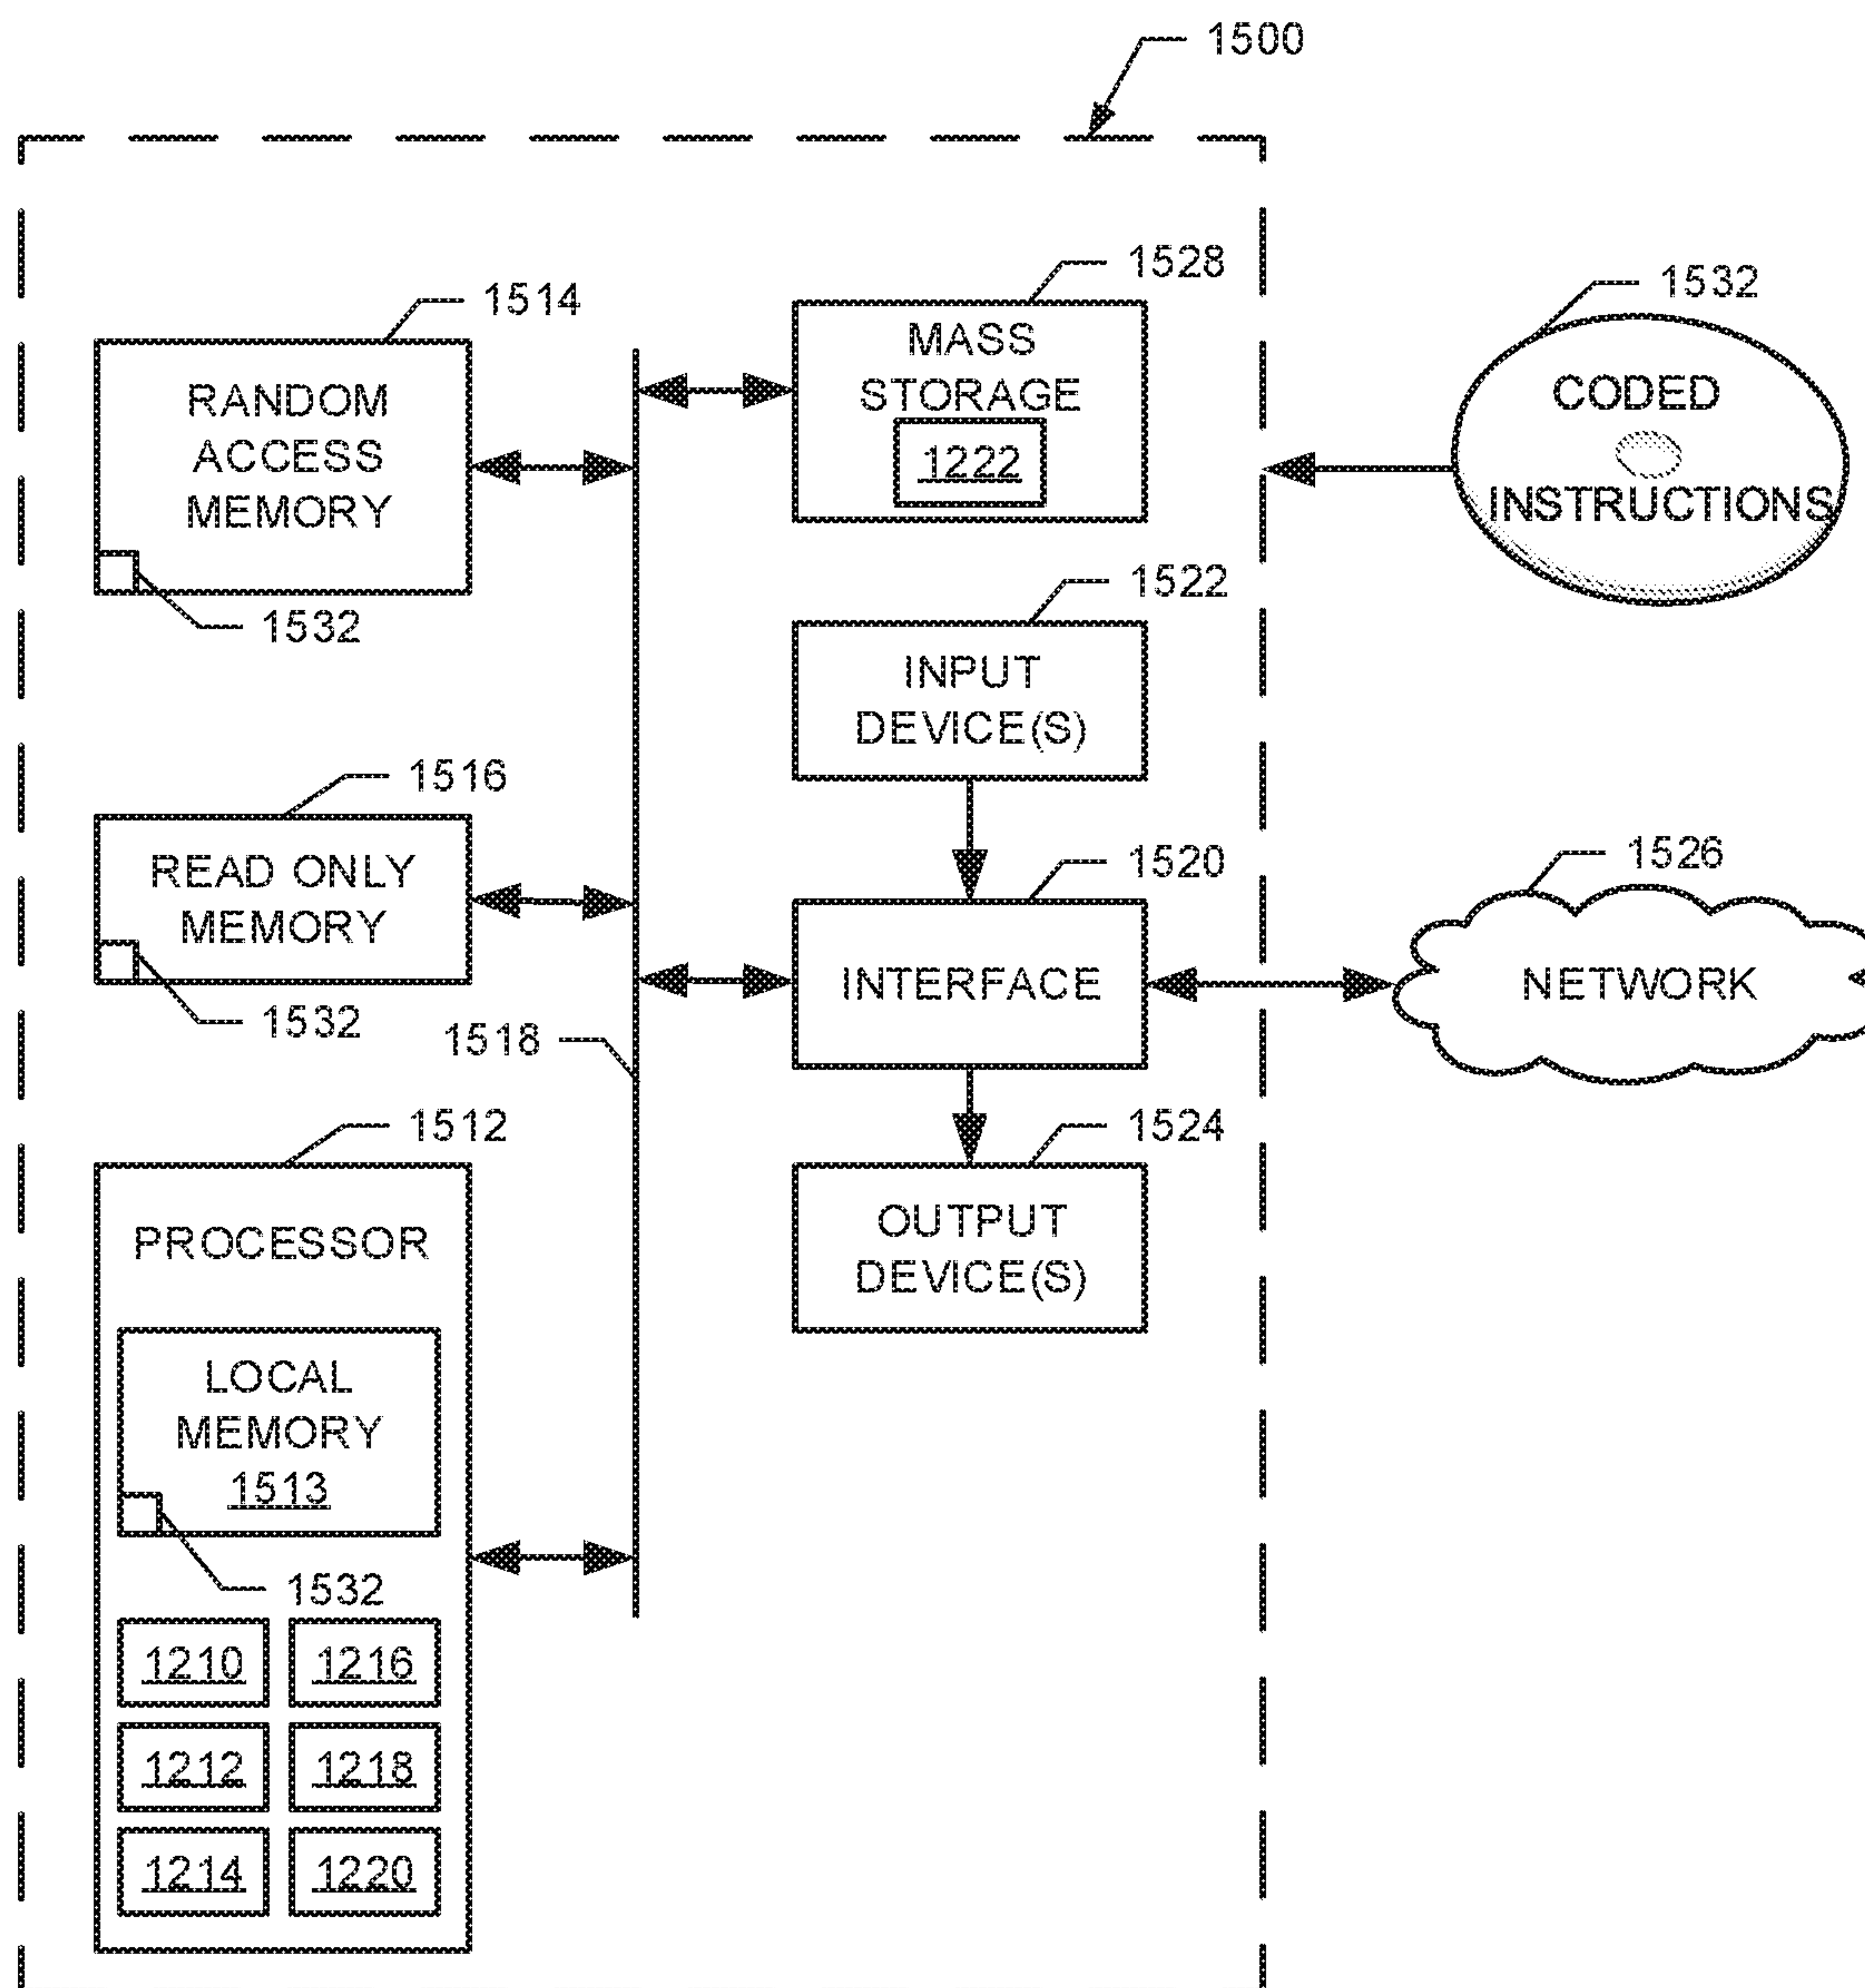 1500
1528
1514
1532
MASS
STORAGE
1222
RANDOM
ACCESS
MEMORY
1532
CODED
INSTRUCTIONS
1522
INPUT
DEVICE(S)
1516
READ ONLY
MEMORY
1532
1520
INTERFACE
1526
NETWORK
1518
1512
PROCESSOR
LOCAL
MEMORY
1513
1532
1524
OUTPUT
DEVICE(S)
1210
1216
1212
1218
1214
1220